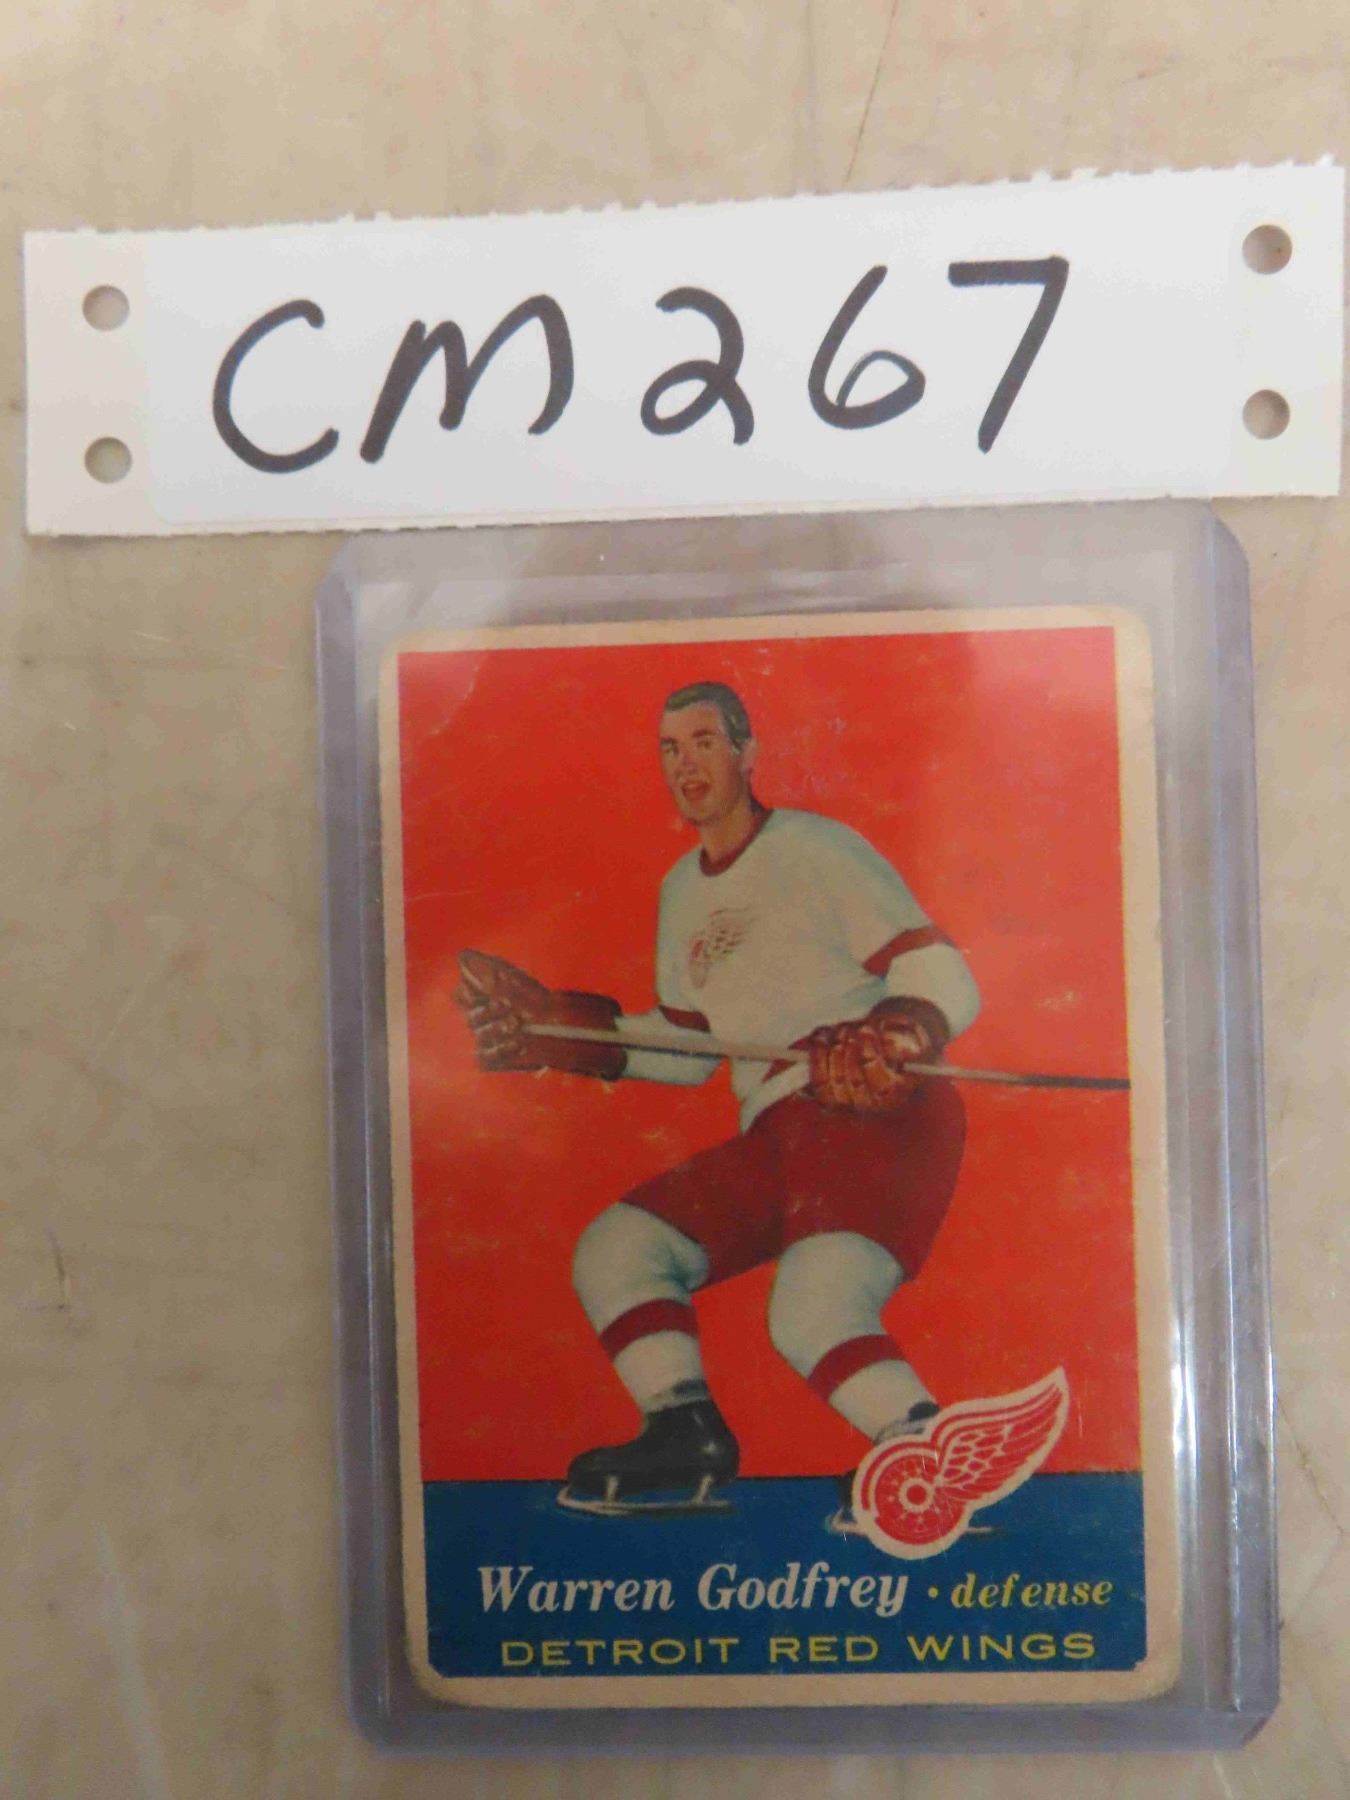 CM267
Warren Godfrey • defense
DETROIT RED WINGS